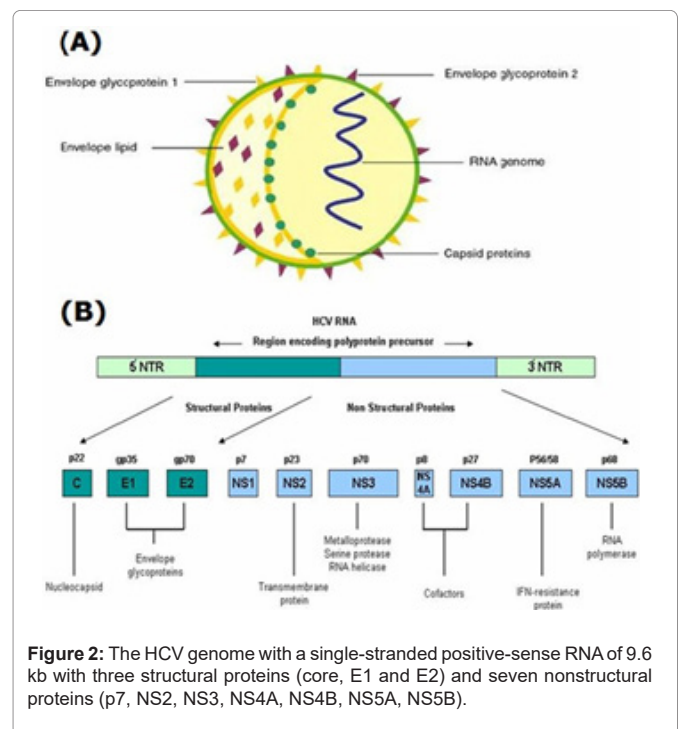 (A)
Envelope glycoprotein 1
Envelope glycoprotein 2
Envelope lipid
RNA genome
Capsid proteins
(B)
HCV RNA
Region encoding polyprotein precursor
5´NTR
3´NTR
Structural Proteins
Non Structural Proteins
p22 gp35 gp70 p7 p23 p70 p8 p27 P56/58 p68
C E1 E2 NS1 NS2 NS3 NS 4A NS4B NS5A NS5B
Nucleocapsid
Envelope
glycoproteins
Transmembrane
protein
Metalloprotease
Serine protease
RNA helicase
Cofactors
IFN-resistance
protein
RNA
polymerase
Figure 2: The HCV genome with a single-stranded positive-sense RNA of 9.6
kb with three structural proteins (core, E1 and E2) and seven nonstructural
proteins (p7, NS2, NS3, NS4A, NS4B, NS5A, NS5B).